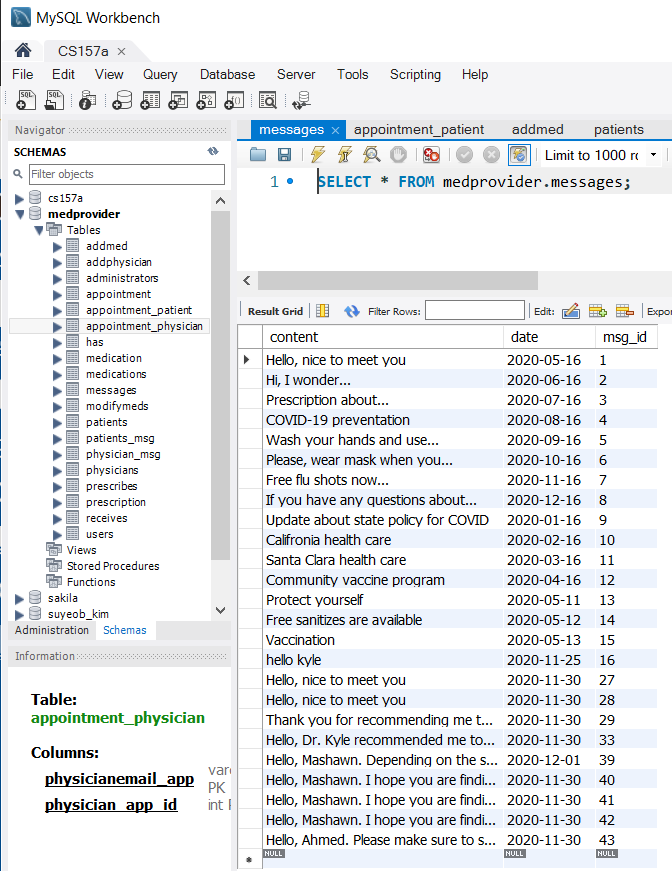 MySQL Workbench
CS157a ×
File Edit View Query Database Server Tools Scripting Help
Navigator
SCHEMAS
Filter objects
cs157a
medprovider
Tables
addmed
addphysician
administrators
appointment
appointment_patient
appointment_physician
has
medication
medications
messages
modifymeds
patients
patients_msg
physician_msg
physicians
prescribes
prescription
receives
users
Views
Stored Procedures
Functions
sakila
suyeob_kim
Administration Schemas
Information
Table:
appointment_physician
Columns:
physicianemail_app varc
PK
physician_app_id int P
messages × appointment_patient addmed patients
Limit to 1000 rc
1 SELECT * FROM medprovider.messages;
Result Grid Filter Rows: Edit: Expor
content date msg_id
Hello, nice to meet you 2020-05-16 1
Hi, I wonder... 2020-06-16 2
Prescription about... 2020-07-16 3
COVID-19 preventation 2020-08-16 4
Wash your hands and use... 2020-09-16 5
Please, wear mask when you... 2020-10-16 6
Free flu shots now... 2020-11-16 7
If you have any questions about... 2020-12-16 8
Update about state policy for COVID 2020-01-16 9
Califronia health care 2020-02-16 10
Santa Clara health care 2020-03-16 11
Community vaccine program 2020-04-16 12
Protect yourself 2020-05-11 13
Free sanitizes are available 2020-05-12 14
Vaccination 2020-05-13 15
hello kyle 2020-11-25 16
Hello, nice to meet you 2020-11-30 27
Hello, nice to meet you 2020-11-30 28
Thank you for recommending me t... 2020-11-30 29
Hello, Dr. Kyle recommended me to... 2020-11-30 33
Hello, Mashawn. Depending on the s... 2020-12-01 39
Hello, Mashawn. I hope you are findi... 2020-11-30 40
Hello, Mashawn. I hope you are findi... 2020-11-30 41
Hello, Mashawn. I hope you are findi... 2020-11-30 42
Hello, Ahmed. Please make sure to s... 2020-11-30 43
NULL NULL NULL